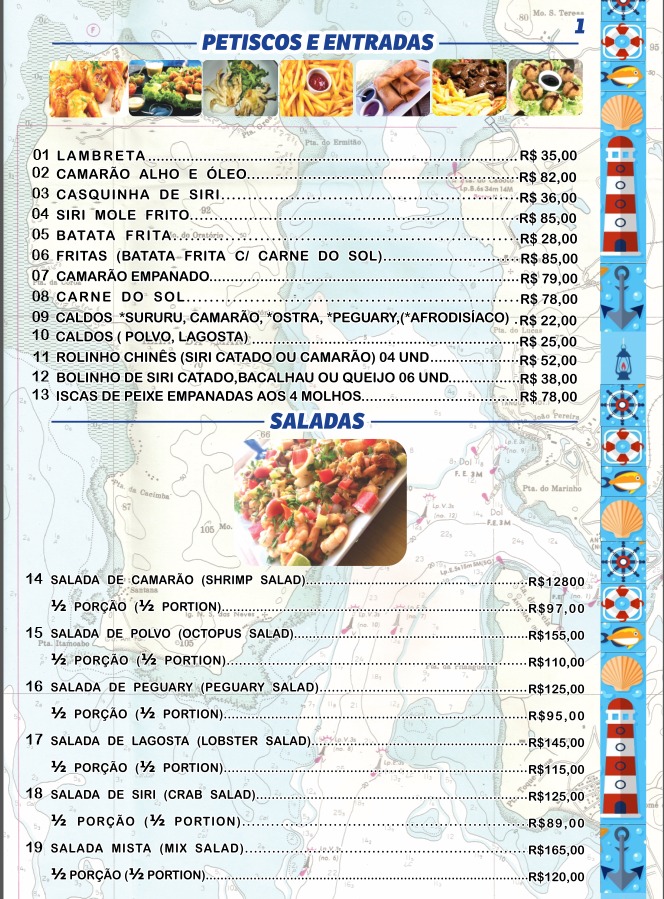 1
PETISCOS E ENTRADAS
01 LAMBRETA R$ 35,00
02 CAMARÃO ALHO E ÓLEO R$ 82,00
03 CASQUINHA DE SIRI R$ 36,00
04 SIRI MOLE FRITO R$ 85,00
05 BATATA FRITA R$ 28,00
06 FRITAS (BATATA FRITA C/ CARNE DO SOL) R$ 85,00
07 CAMARÃO EMPANADO R$ 79,00
08 CARNE DO SOL R$ 78,00
09 CALDOS *SURURU, CAMARÃO, *OSTRA, *PEGUARY,(*AFRODISÍACO) R$ 22,00
10 CALDOS ( POLVO, LAGOSTA) R$ 25,00
11 ROLINHO CHINÊS (SIRI CATADO OU CAMARÃO) 04 UND R$ 52,00
12 BOLINHO DE SIRI CATADO,BACALHAU OU QUEIJO 06 UND R$ 38,00
13 ISCAS DE PEIXE EMPANADAS AOS 4 MOLHOS R$ 78,00
SALADAS
14 SALADA DE CAMARÃO (SHRIMP SALAD) R$12800
½ PORÇÃO (½ PORTION) R$97,00
15 SALADA DE POLVO (OCTOPUS SALAD) R$155,00
½ PORÇÃO (½ PORTION) R$110,00
16 SALADA DE PEGUARY (PEGUARY SALAD) R$125,00
½ PORÇÃO (½ PORTION) R$95,00
17 SALADA DE LAGOSTA (LOBSTER SALAD) R$145,00
½ PORÇÃO (½ PORTION) R$115,00
18 SALADA DE SIRI (CRAB SALAD) R$125,00
½ PORÇÃO (½ PORTION) R$89,00
19 SALADA MISTA (MIX SALAD) R$165,00
½ PORÇÃO (½ PORTION) R$120,00